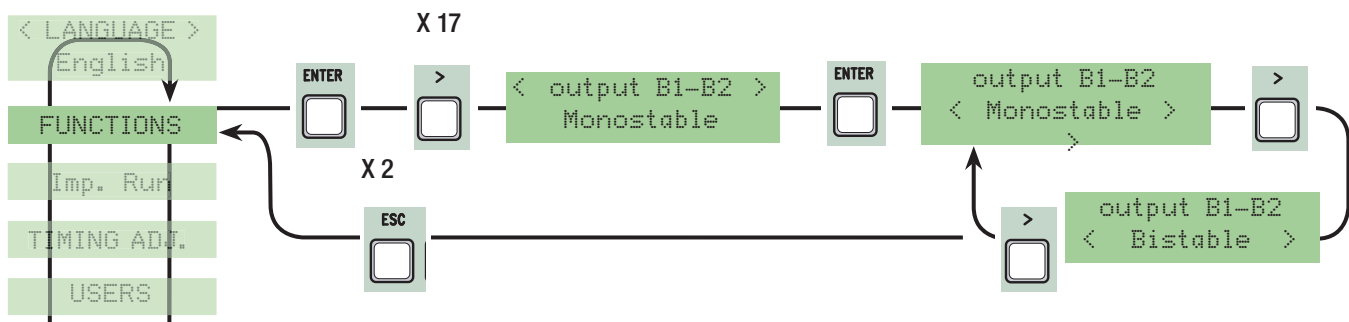 < LANGUAGE >
English
FUNCTIONS
Imp. Run
TIMING ADJ.
USERS
ENTER
X 17
>
< output B1-B2 >
Monostable
ENTER
output B1-B2
< Monostable >
>
>
output B1-B2
< Bistable >
>
X 2
ESC